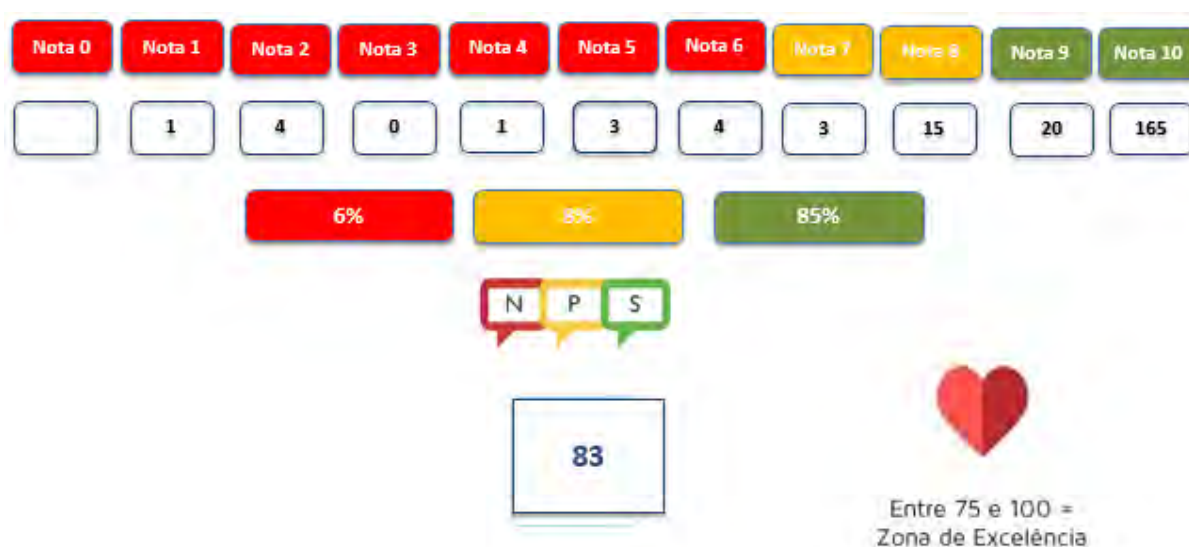 Nota 0 Nota 1 Nota 2 Nota 3 Nota 4 Nota 5 Nota 6 Nota 7 Nota 8 Nota 9 Nota 10
1 4 0 1 3 4 3 15 20 165
6% 8% 85%
N P S
83
Entre 75 e 100 =
Zona de Excelência